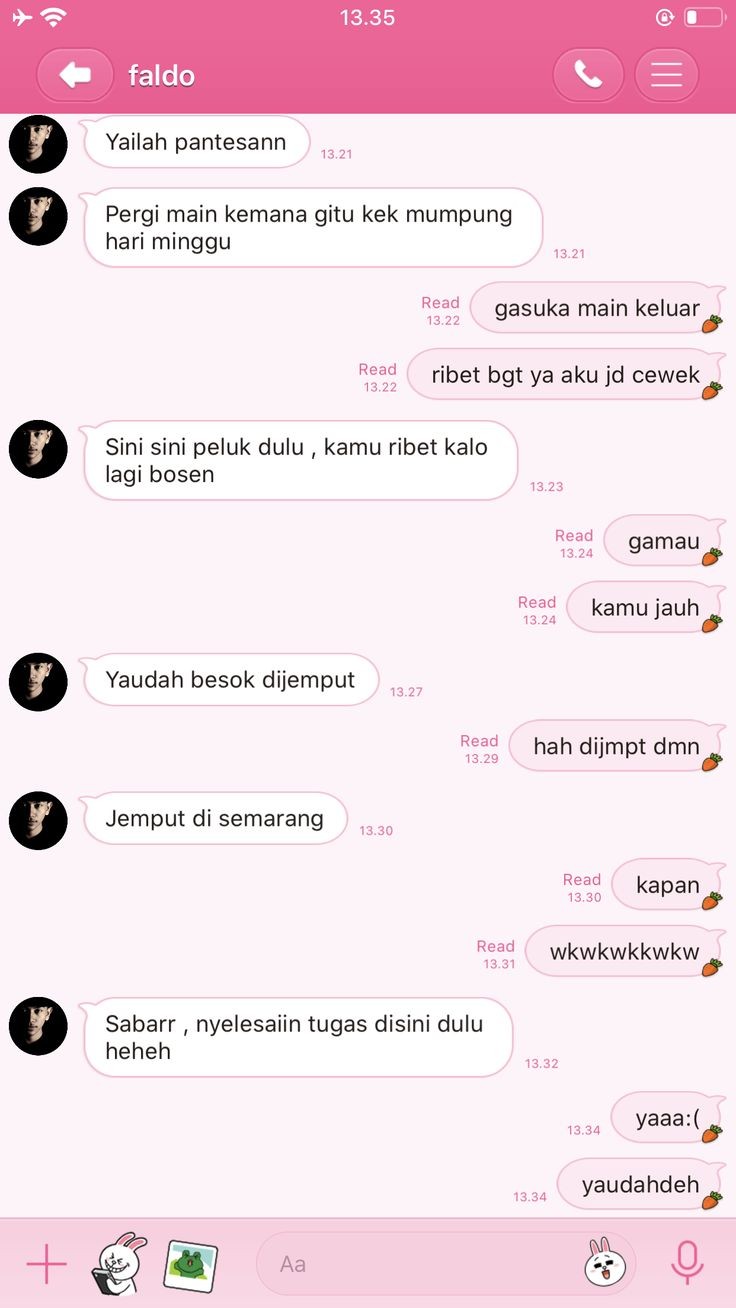 13.35
faldo
Yailah pantesann
13.21
Pergi main kemana gitu kek mumpung
hari minggu
13.21
Read
13.22
gasuka main keluar
Read
13.22
ribet bgt ya aku jd cewek
Sini sini peluk dulu , kamu ribet kalo
lagi bosen
13.23
Read
13.24
gamau
Read
13.24
kamu jauh
Yaudah besok dijemput
13.27
Read
13.29
hah dijmpt dmn
Jemput di semarang
13.30
Read
13.30
kapan
Read
13.31
wkwkwkkwkw
Sabarr , nyelesaiin tugas disini dulu
heheh
13.32
13.34
yaaa:(
13.34
yaudahdeh
Aa